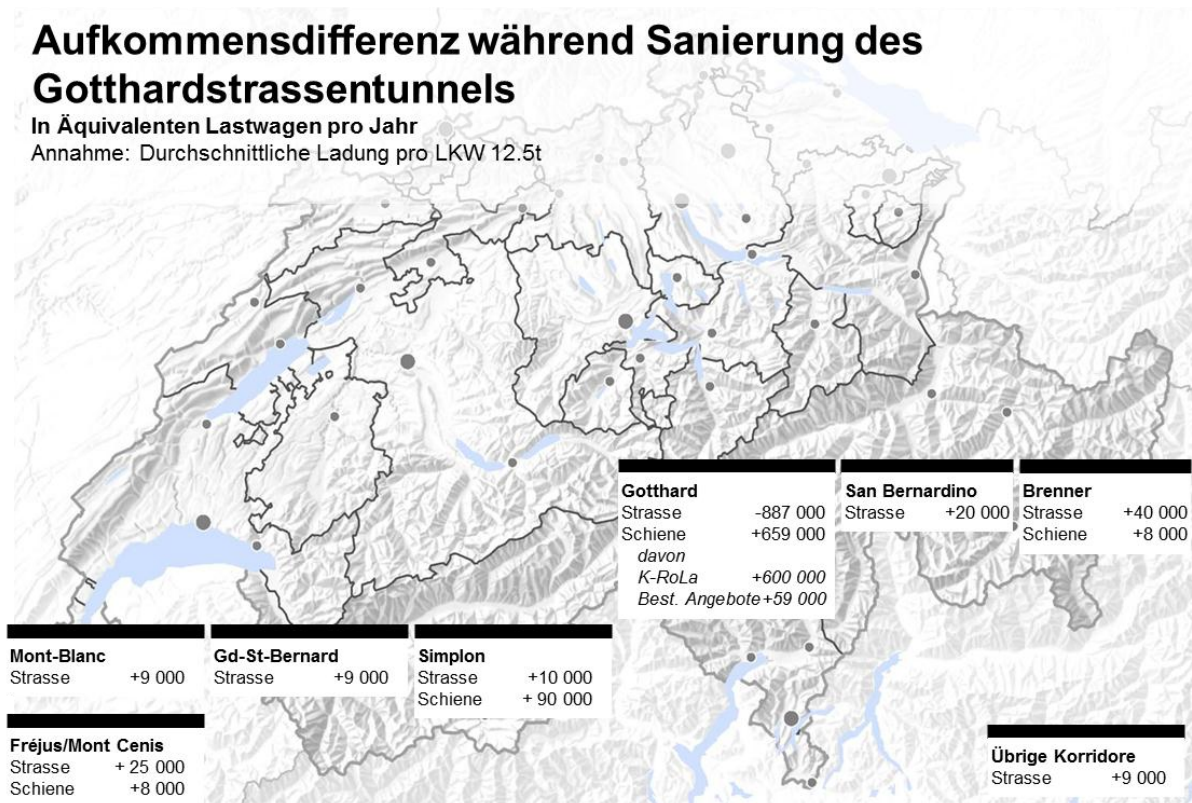 Aufkommensdifferenz während Sanierung des
Gotthardstrassentunnels
In Äquivalenten Lastwagen pro Jahr
Annahme: Durchschnittliche Ladung pro LKW 12.5t
Gotthard
Strasse -887 000
Schiene +659 000
davon
K-RoLa +600 000
Best. Angebote +59 000
San Bernardino
Strasse +20 000
Brenner
Strasse +40 000
Schiene +8 000
Mont-Blanc
Strasse +9 000
Gd-St-Bernard
Strasse +9 000
Simplon
Strasse +10 000
Schiene + 90 000
Fréjus/Mont Cenis
Strasse + 25 000
Schiene +8 000
Übrige Korridore
Strasse +9 000